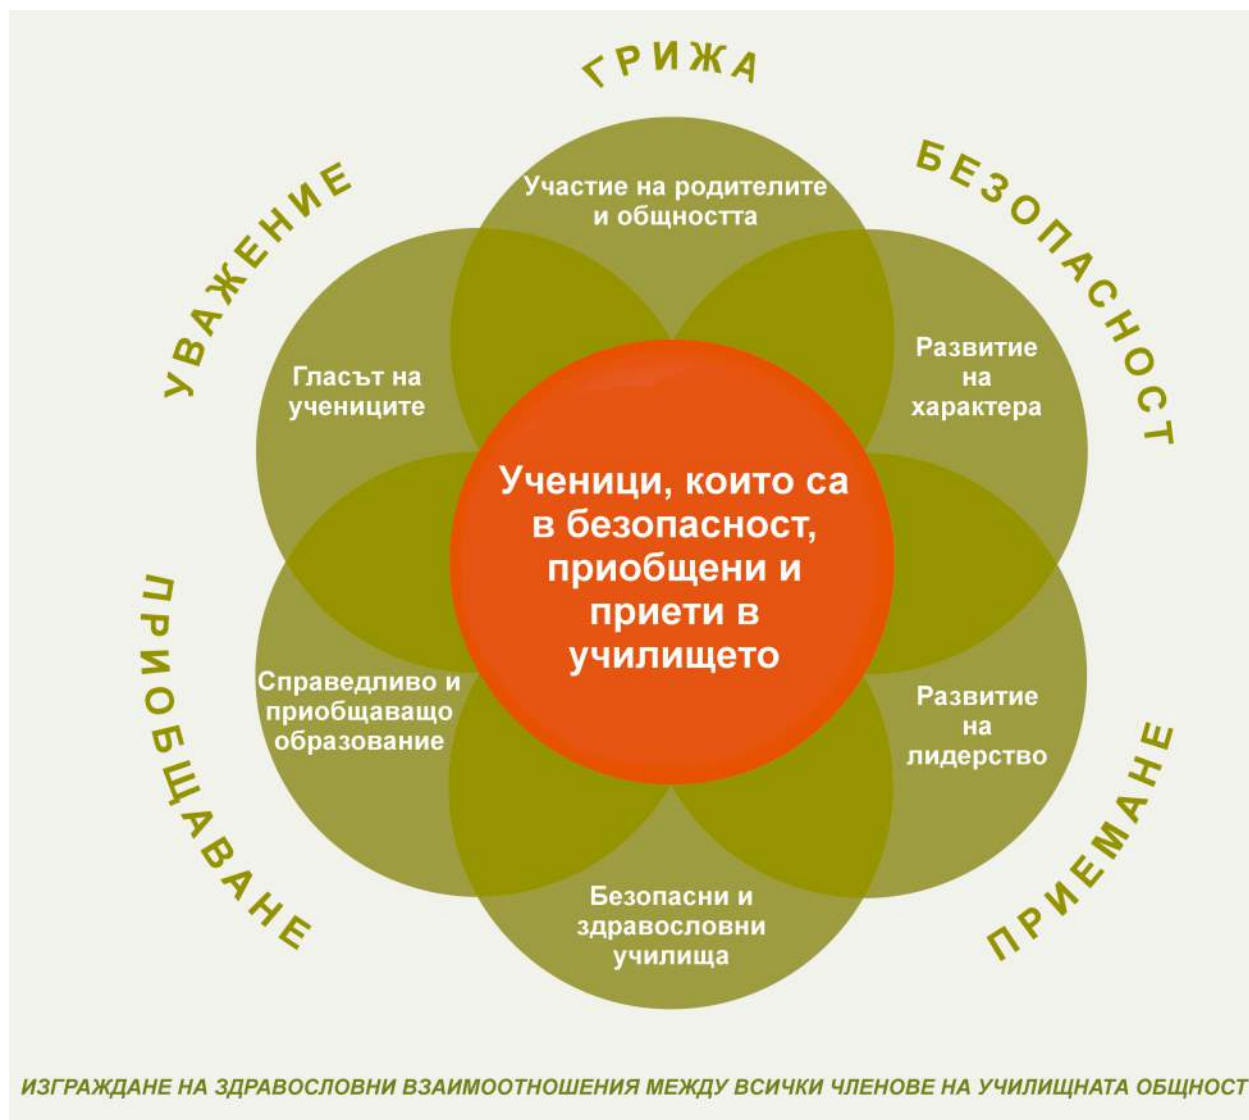 ГРИЖА
БЕЗОПАСНОСТ
УВАЖЕНИЕ
Участие на родителите
и общността
Развитие
на
характера
Гласът на
учениците
Ученици, които са
в безопасност,
приобщени и
приети в
училището
ПРИОБЩАВАНЕ
Справедливо и
приобщаващо
образование
Развитие
на
лидерство
ПРИЕМАНЕ
Безопасни и
здравословни
училища
ИЗГРАЖДАНЕ НА ЗДРАВОСЛОВНИ ВЗАИМООТНОШЕНИЯ МЕЖДУ ВСИЧКИ ЧЛЕНОВЕ НА УЧИЛИЩНАТА ОБЩНОСТ